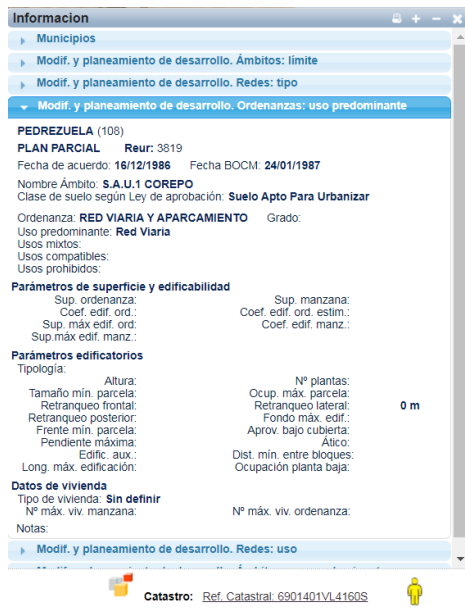 Informacion
Municipios
Modif. y planeamiento de desarrollo. Ámbitos: límite
Modif. y planeamiento de desarrollo. Redes: tipo
Modif. y planeamiento de desarrollo. Ordenanzas: uso predominante
PEDREZUELA (108)
PLAN PARCIAL Reur: 3819
Fecha de acuerdo: 16/12/1986 Fecha BOCM: 24/01/1987
Nombre Ámbito: S.A.U.1 COREPO
Clase de suelo según Ley de aprobación: Suelo Apto Para Urbanizar
Ordenanza: RED VIARIA Y APARCAMIENTO Grado:
Uso predominante: Red Viaria
Usos mixtos:
Usos compatibles:
Usos prohibidos:
Parámetros de superficie y edificabilidad
Sup. ordenanza: Sup. manzana:
Coef. edif. ord.: Coef. edif. ord. estim.:
Sup. máx edif. ord: Coef. edif. manz.:
Sup.máx edif. manz.:
Parámetros edificatorios
Tipología:
Altura: Nº plantas:
Tamaño mín. parcela: Ocup. máx. parcela:
Retranqueo frontal: Retranqueo lateral: 0 m
Retranqueo posterior: Fondo máx. edif.:
Frente mín. parcela: Aprov. bajo cubierta:
Pendiente máxima: Ático:
Edific. aux.: Dist. mín. entre bloques:
Long. máx. edificación: Ocupación planta baja:
Datos de vivienda
Tipo de vivienda: Sin definir
Nº máx. viv. manzana: Nº máx. viv. ordenanza:
Notas:
Modif. y planeamiento de desarrollo. Redes: uso
Catastro: Ref. Catastral: 6901401VL4160S